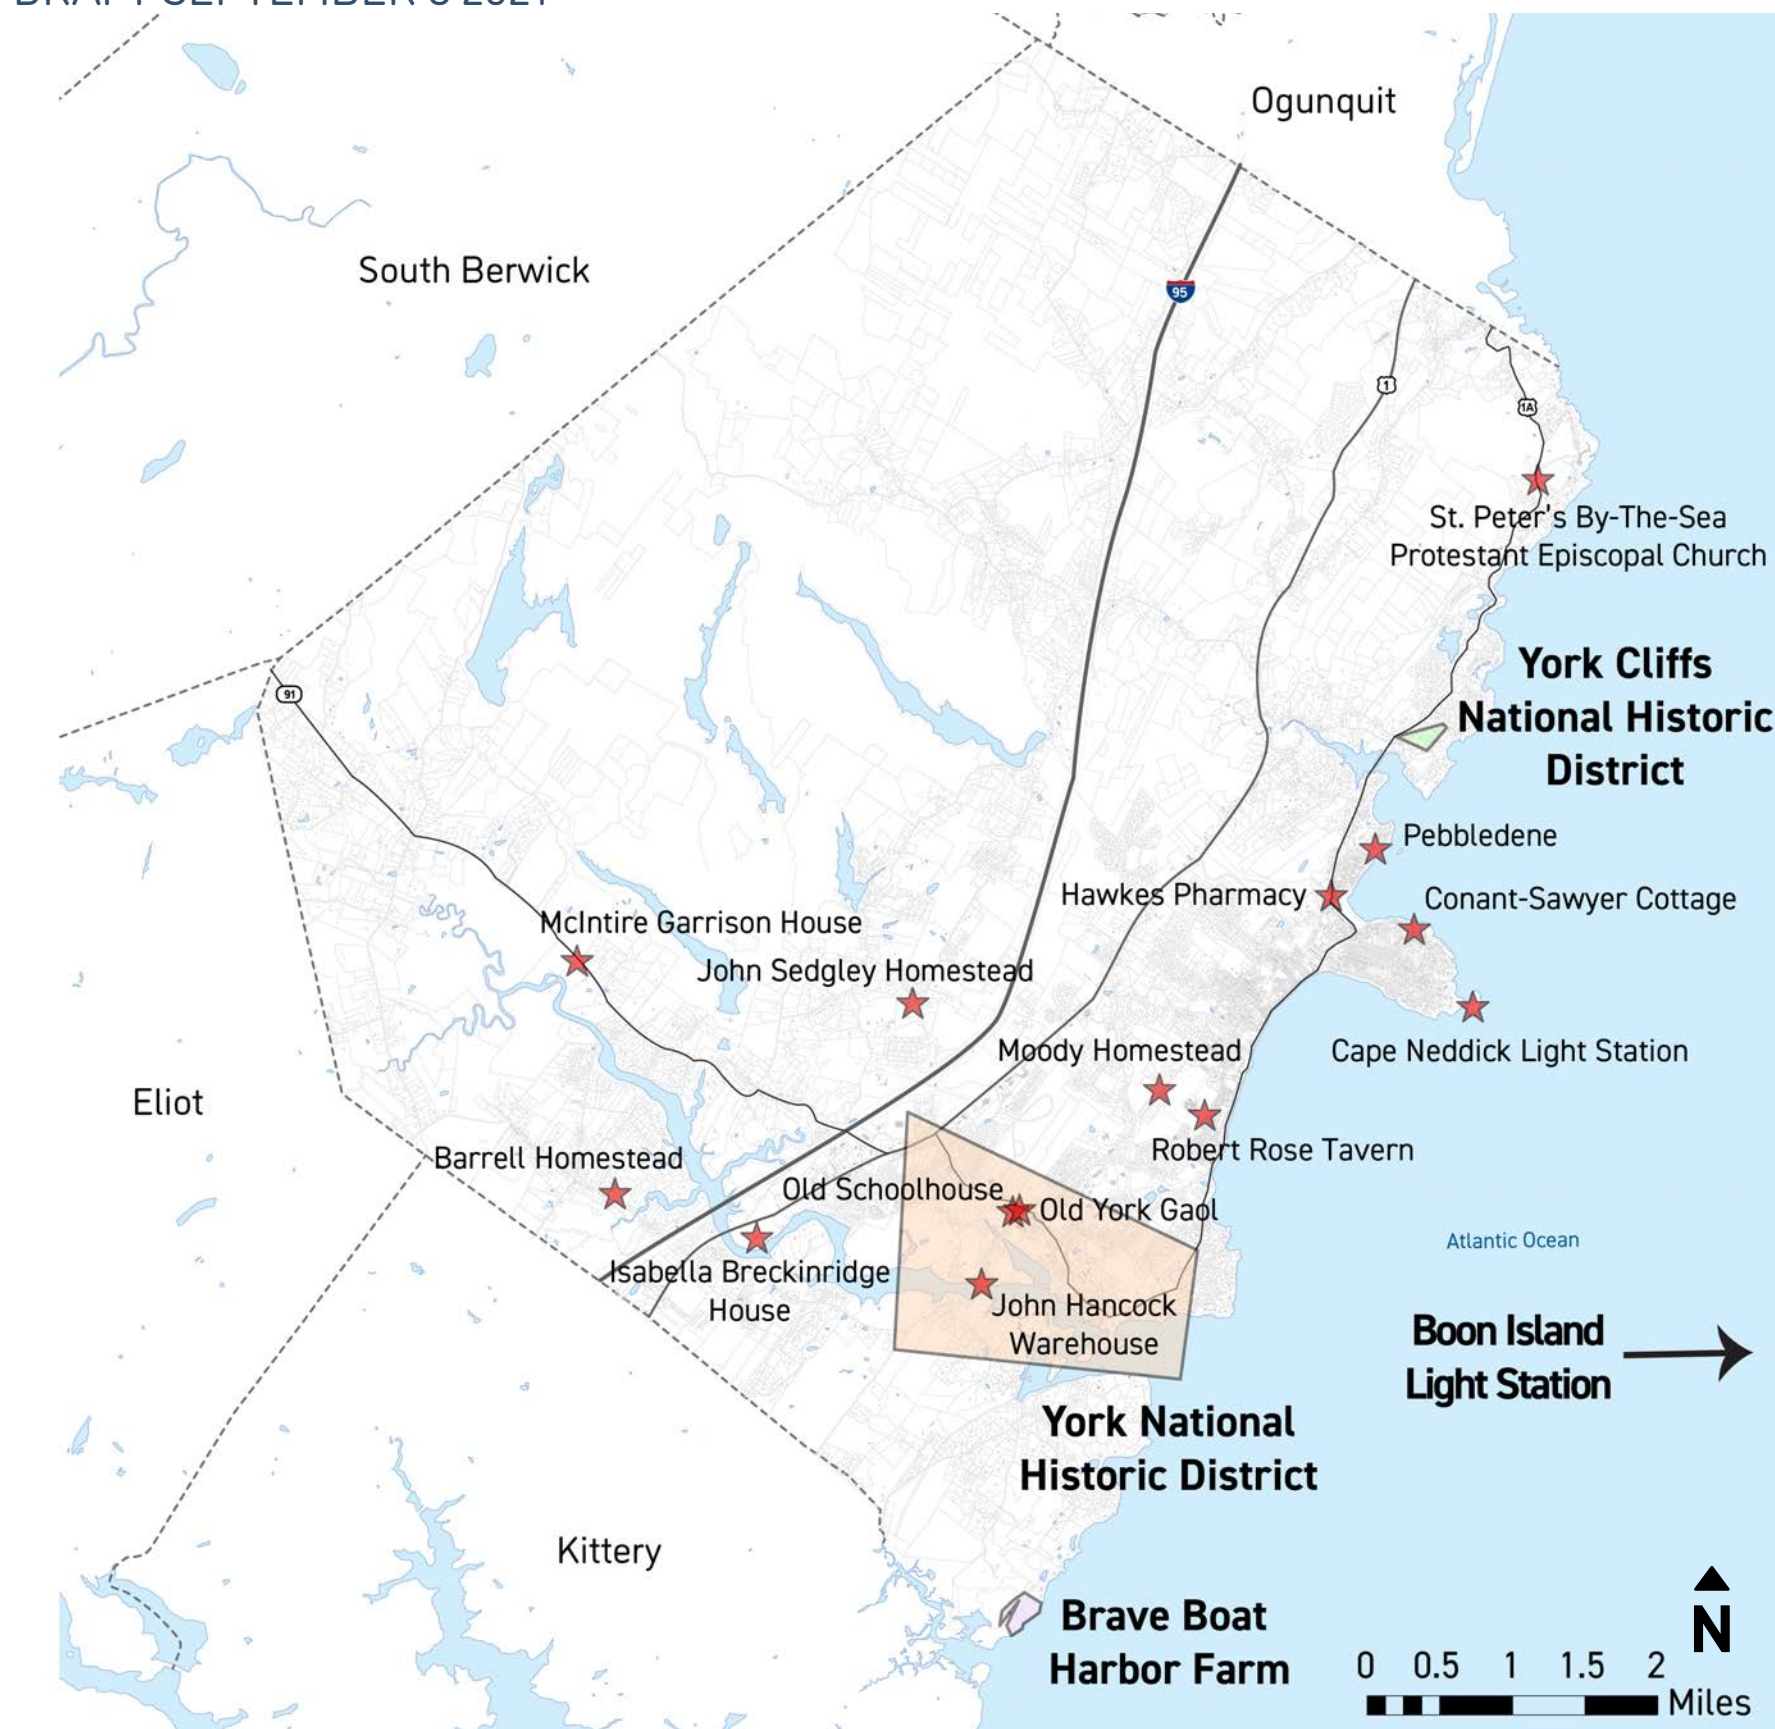 DRAFT SEPTEMBER
2021
Ogunquit
South Berwick
95
1
1A
St. Peter's By-The-Sea
Protestant Episcopal Church
York Cliffs
National Historic
District
91
Pebbledene
Hawkes Pharmacy
Conant-Sawyer Cottage
McIntire Garrison House
John Sedgley Homestead
Moody Homestead
Cape Neddick Light Station
Eliot
Barrell Homestead
Robert Rose Tavern
Old Schoolhouse
Old York Gaol
Atlantic Ocean
Isabella Breckinridge
House
John Hancock
Warehouse
Boon Island
Light Station
York National
Historic District
Kittery
Brave Boat
Harbor Farm
N
0 0.5 1 1.5 2
Miles